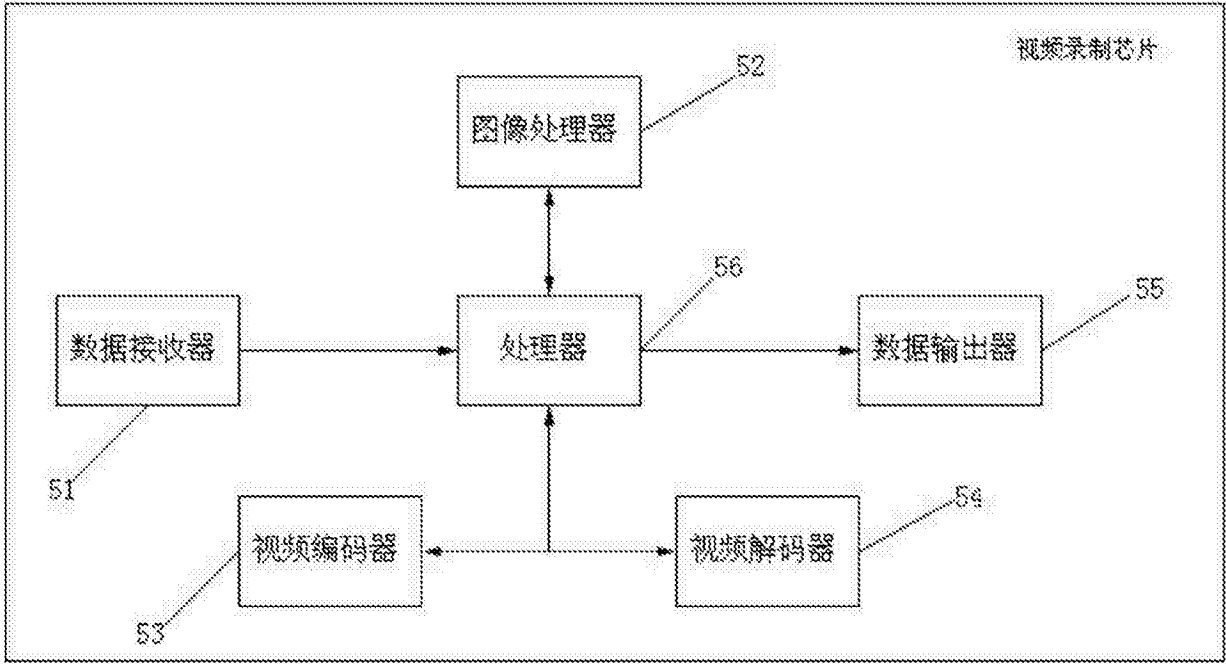 视频录制芯片
52
图像处理器
56
55
数据接收器
处理器
数据输出器
51
54
视频编码器
视频解码器
53